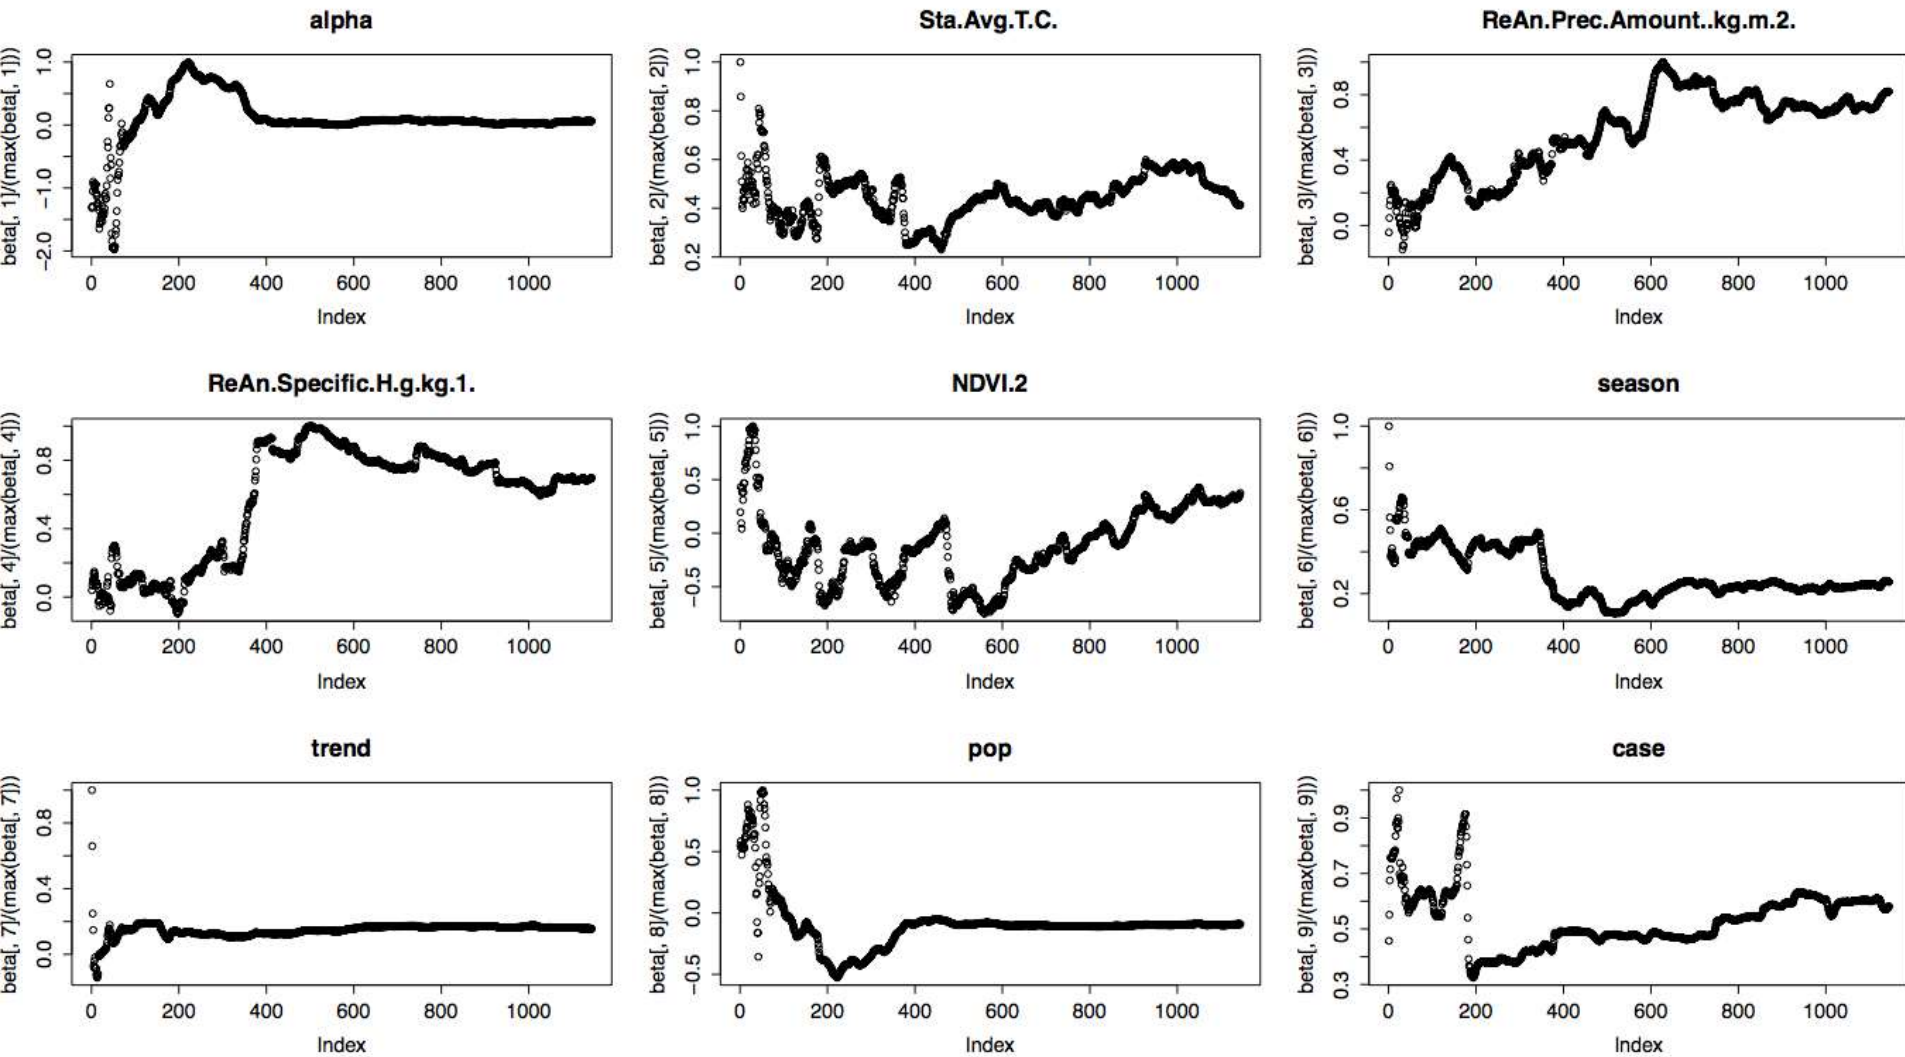 alpha
Sta.Avg.T.C.
ReAn.Prec.Amount..kg.m.2.
beta[, 1]/(max(beta[, 1]))
1.0
0.0
−1.0
−2.0
0 200 400 600 800 1000
Index
beta[, 2]/(max(beta[, 2]))
1.0
0.8
0.6
0.4
0.2
0 200 400 600 800 1000
Index
beta[, 3]/(max(beta[, 3]))
0.8
0.4
0.0
0 200 400 600 800 1000
Index
ReAn.Specific.H.g.kg.1.
NDVI.2
season
beta[, 4]/(max(beta[, 4]))
0.8
0.4
0.0
0 200 400 600 800 1000
Index
beta[, 5]/(max(beta[, 5]))
1.0
0.5
0.0
−0.5
0 200 400 600 800 1000
Index
beta[, 6]/(max(beta[, 6]))
1.0
0.6
0.2
0 200 400 600 800 1000
Index
trend
pop
case
beta[, 7]/(max(beta[, 7]))
0.8
0.4
0.0
0 200 400 600 800 1000
Index
beta[, 8]/(max(beta[, 8]))
1.0
0.5
0.0
−0.5
0 200 400 600 800 1000
Index
beta[, 9]/(max(beta[, 9]))
0.9
0.7
0.5
0.3
0 200 400 600 800 1000
Index